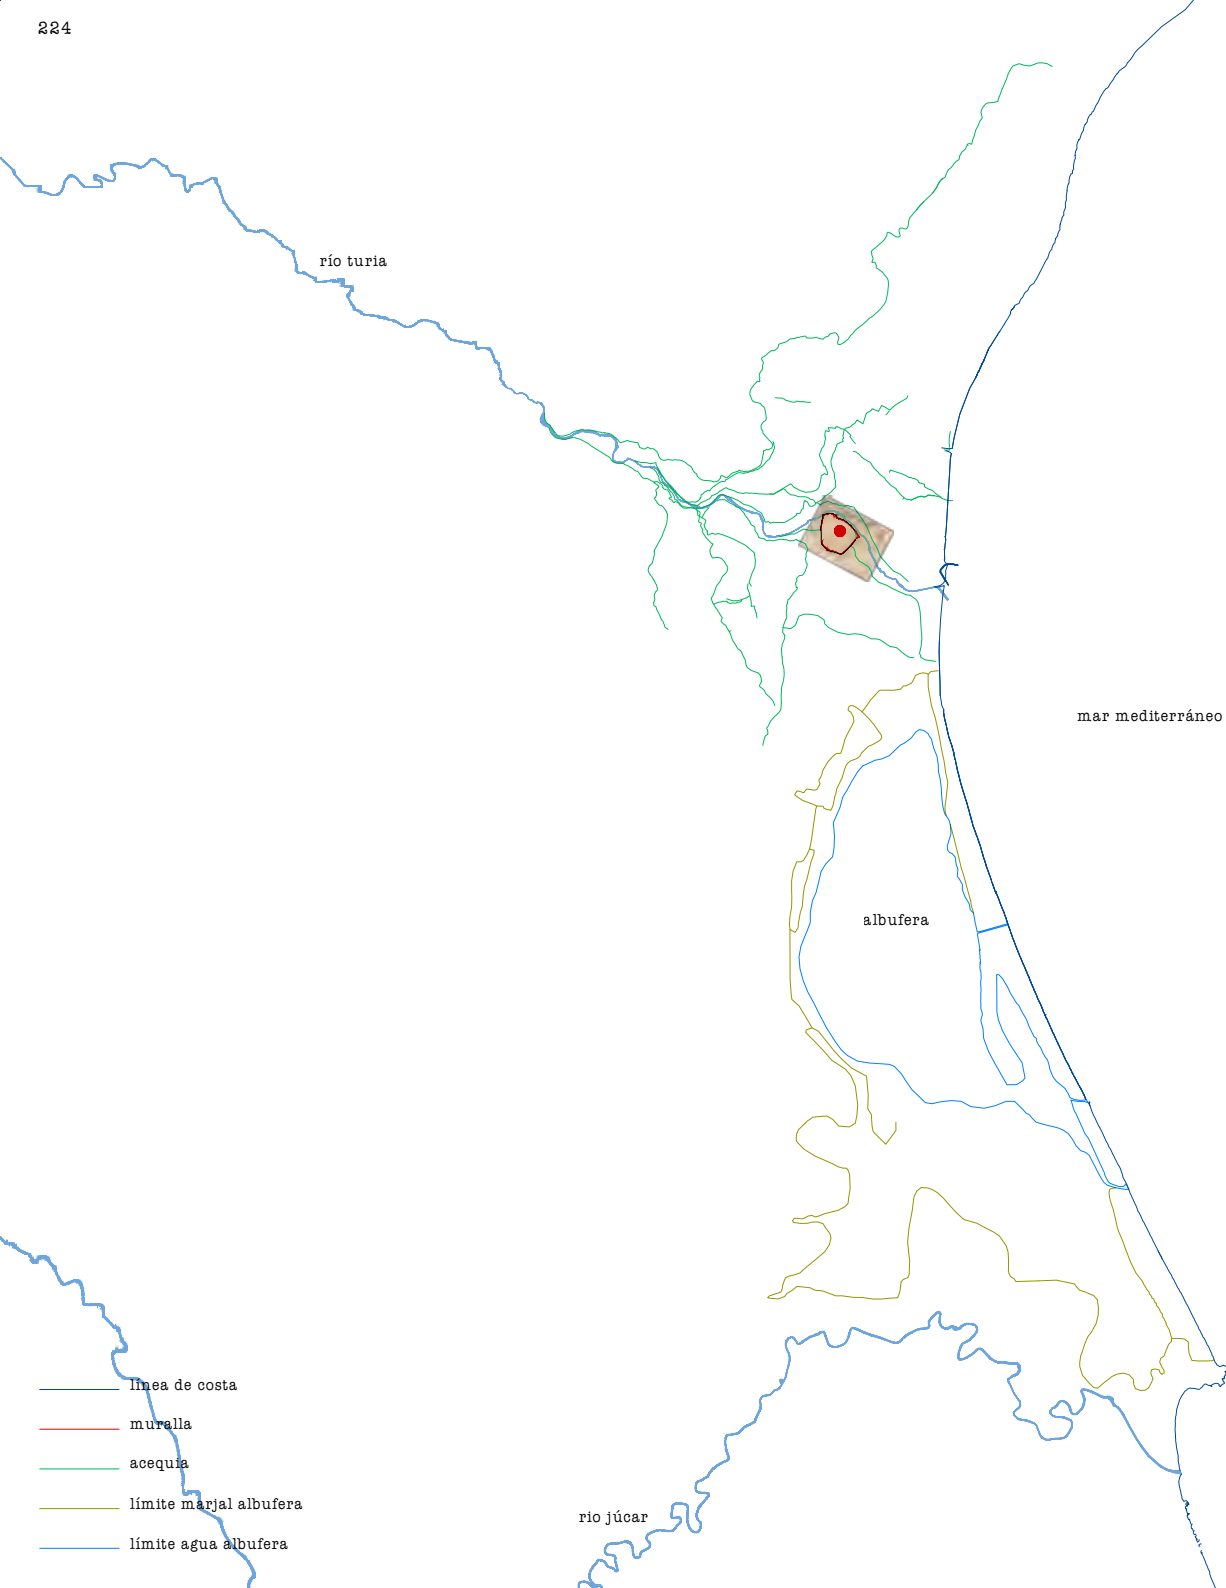 224
río turia
mar mediterráneo
albufera
línea de costa
muralla
acequia
límite marjal albufera
límite agua albufera
rio júcar